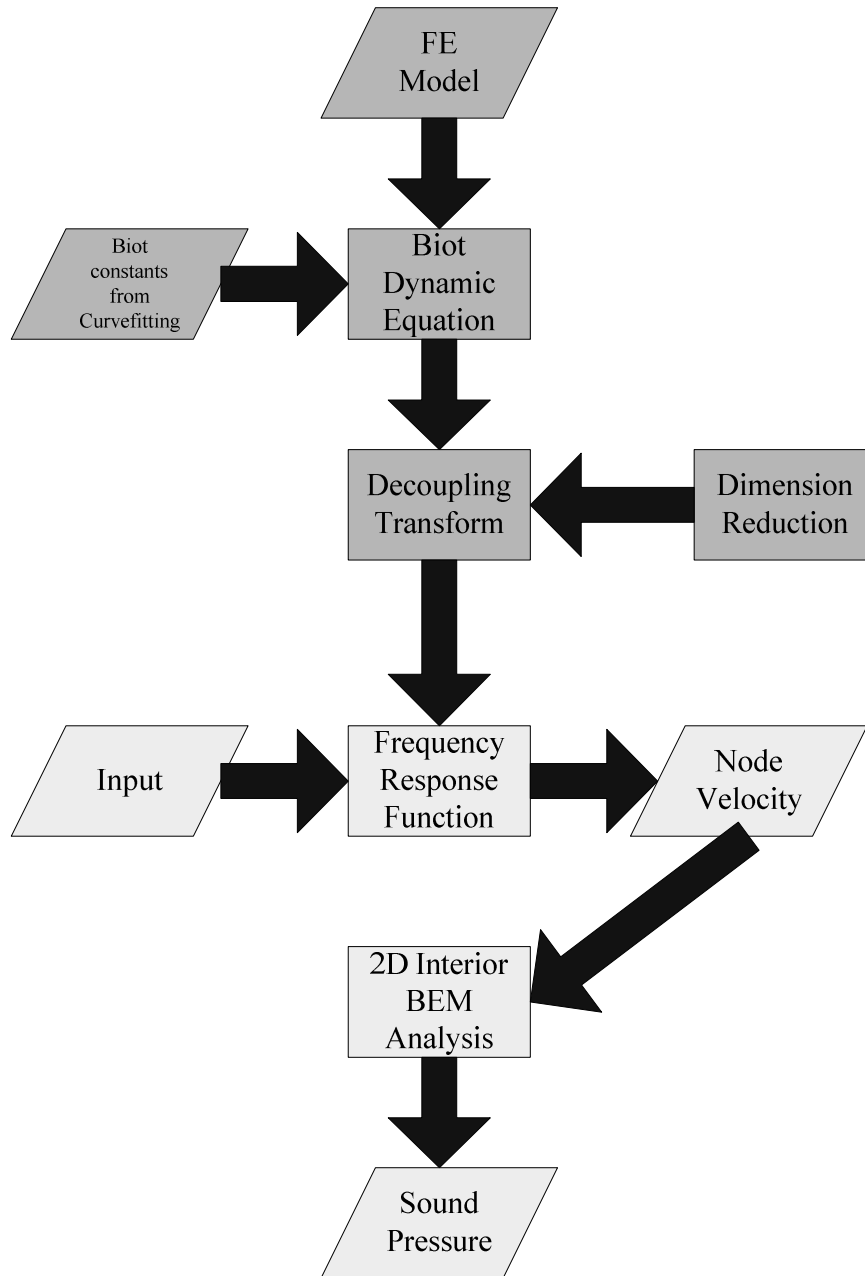 FE
Model
Biot
constants
from
Curvefitting
Biot
Dynamic
Equation
Decoupling
Transform
Dimension
Reduction
Input
Frequency
Response
Function
Node
Velocity
2D Interior
BEM
Analysis
Sound
Pressure